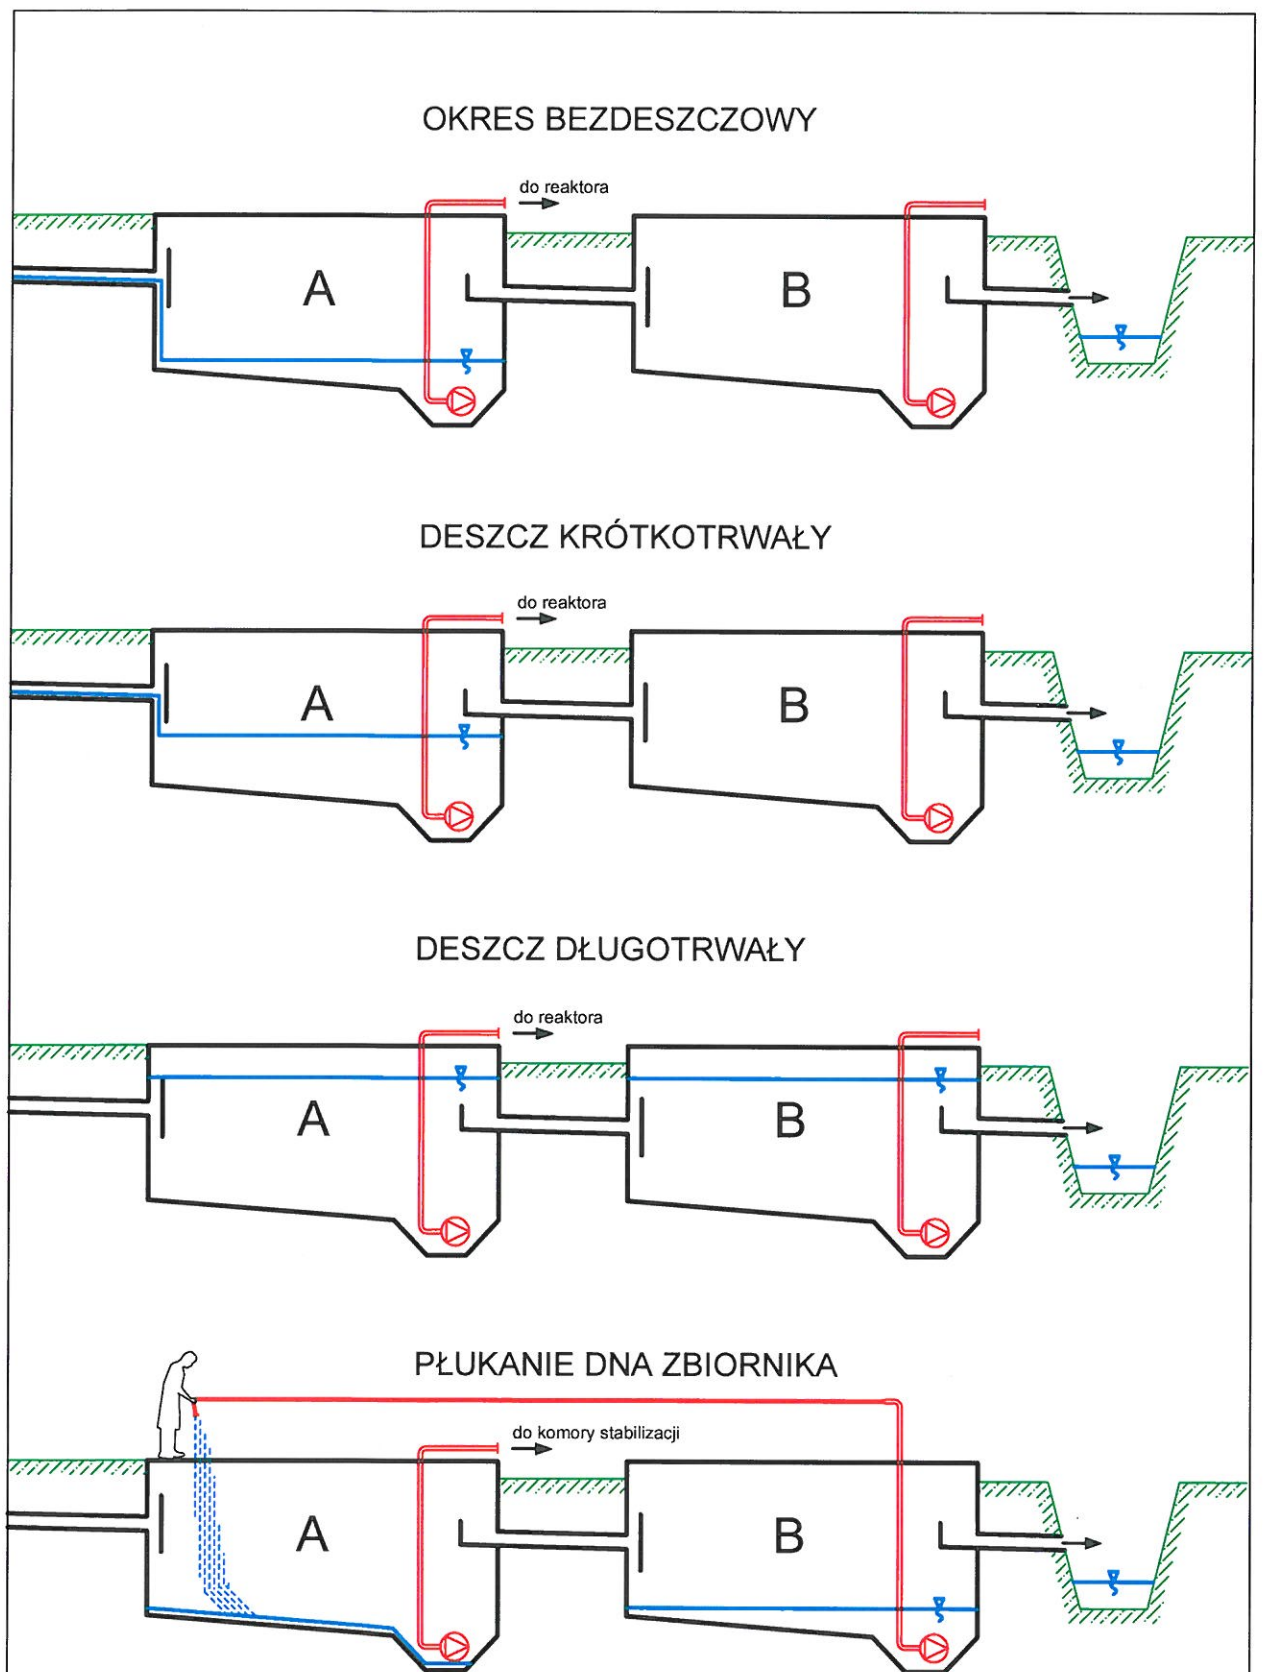 OKRES BEZDESZCZOWY
do reaktora
A
B
DESZCZ KRÓTKOTRWAŁY
do reaktora
A
B
DESZCZ DŁUGOTRWAŁY
do reaktora
A
B
PŁUKANIE DNA ZBIORNIKA
do komory stabilizacji
A
B